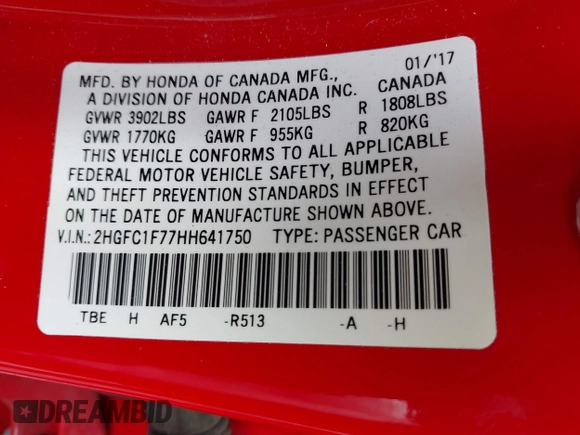 01/'17
MFD. BY HONDA OF CANADA MFG., CANADA
A DIVISION OF HONDA CANADA INC.
GVWR 3902LBS GAWR F 2105LBS R 1808LBS
GVWR 1770KG GAWR F 955KG R 820KG
THIS VEHICLE CONFORMS TO ALL APPLICABLE
FEDERAL MOTOR VEHICLE SAFETY, BUMPER,
AND THEFT PREVENTION STANDARDS IN EFFECT
ON THE DATE OF MANUFACTURE SHOWN ABOVE.
V.I.N.: 2HGFC1F77HH641750 TYPE: PASSENGER CAR
TBE H AF5 -R513 -A -H
DREAMBID